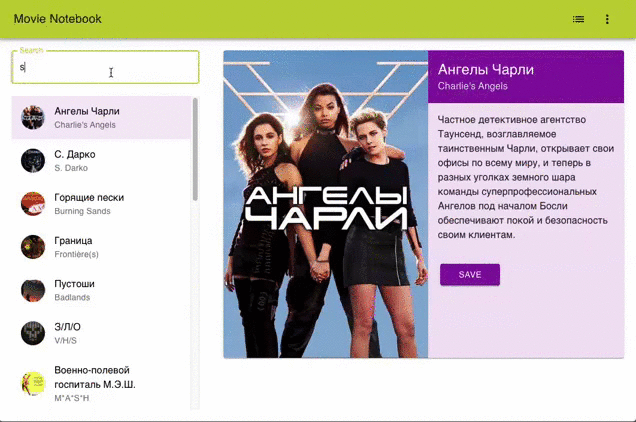 Movie Notebook
Search
s
Ангелы Чарли
Charlie's Angels
С. Дарко
S. Darko
Горящие пески
Burning Sands
Граница
Frontière(s)
Пустоши
Badlands
З/Л/О
V/H/S
Военно-полевой
госпиталь М.Э.Ш.
M*A*S*H
АНГЕЛЫ
ЧАРЛИ
Ангелы Чарли
Charlie's Angels
Частное детективное агентство
Таунсенд, возглавляемое
таинственным Чарли, открывает свои
офисы по всему миру, и теперь в
разных уголках земного шара
команды суперпрофессиональных
Ангелов под началом Босли
обеспечивают покой и безопасность
своим клиентам.
SAVE